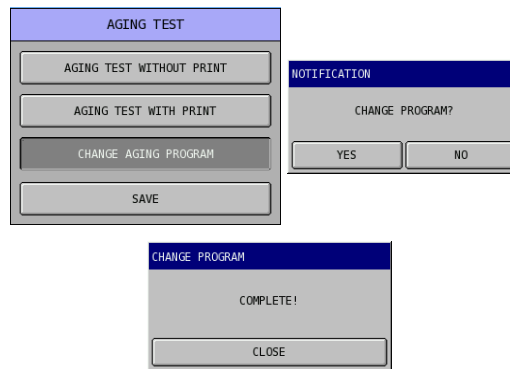 AGING TEST
AGING TEST WITHOUT PRINT
AGING TEST WITH PRINT
CHANGE AGING PROGRAM
SAVE
NOTIFICATION
CHANGE PROGRAM?
YES NO
CHANGE PROGRAM
COMPLETE!
CLOSE